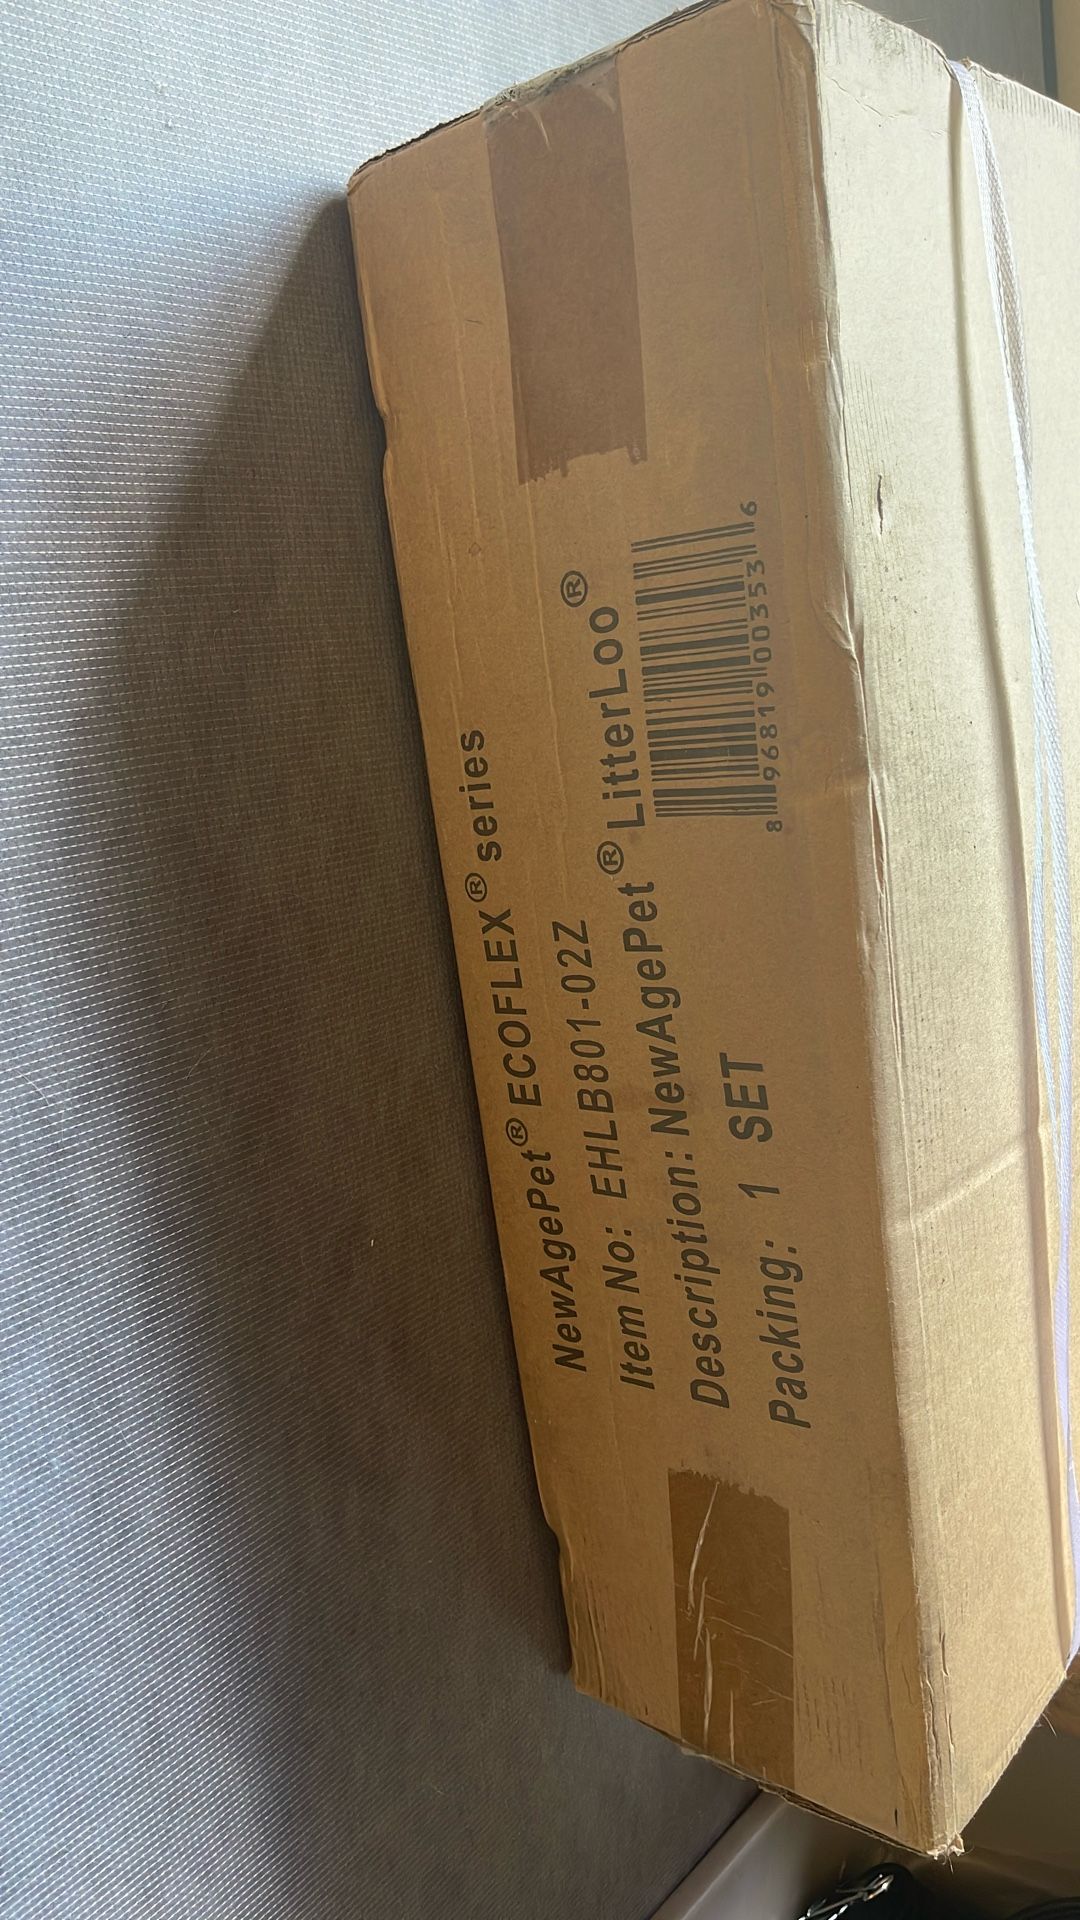 NewAgePet® ECOFLEX® series
Item No: EHLB801-02Z
Description: NewAgePet® LitterLoo®
Packing: 1 SET
8 96819 00353 6